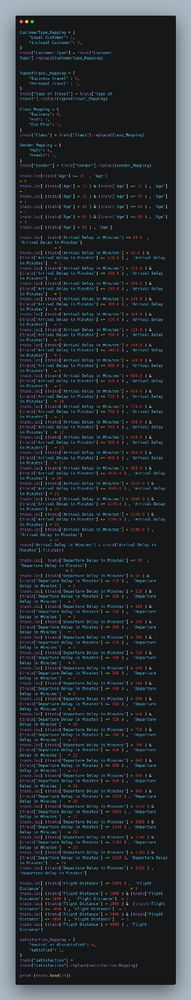 CustomerType_Mapping = {
    "Loyal Customer": 1,
    "disloyal Customer": 0,
}
train["Customer Type"] = train["Customer
Type"].replace(CustomerType_Mapping)
TypeofTravel_Mapping = {
    "Business travel" : 0,
    "Personal Travel" : 1,
}
train["Type of Travel"] = train["Type of
Travel"].replace(TypeofTravel_Mapping)
Class_Mapping = {
    "Business": 0,
    "Eco": 1,
    "Eco Plus": 2,
}
train["Class"] = train["Class"].replace(Class_Mapping)
Gender_Mapping = {
    "Male": 0,
    "Female": 1,
}
train["Gender"] = train["Gender"].replace(Gender_Mapping)
train.loc[train['Age'] <= 16  , 'Age']
= 0
train.loc[ (train['Age'] > 16 ) & (train['Age'] <= 32 ) , 'Age']
= 1
train.loc[ (train['Age'] > 32 ) & (train['Age'] <= 48 ) , 'Age']
= 2
train.loc[ (train['Age'] > 48 ) & (train['Age'] <= 64 ) , 'Age']
= 3
train.loc[ (train['Age'] > 64 ) & (train['Age'] <= 80 ) , 'Age']
= 4
train.loc[ (train['Age'] > 80 ) , 'Age']
train.loc[  train['Arrival Delay in Minutes'] <= 60.0  ,
'Arrival Delay in Minutes']
= 0
train.loc[ (train['Arrival Delay in Minutes'] > 60.0 ) &
(train['Arrival Delay in Minutes'] <= 120.0 ) ,  'Arrival Delay
in Minutes']   = 1
train.loc[ (train['Arrival Delay in Minutes'] > 120.0 ) &
(train['Arrival Delay in Minutes'] <= 180.0 ) , 'Arrival Delay
in Minutes']   = 2
train.loc[ (train['Arrival Delay in Minutes'] > 180.0 ) &
(train['Arrival Delay in Minutes'] <= 240.0 ) , 'Arrival Delay
in Minutes']   = 3
train.loc[ (train['Arrival Delay in Minutes'] > 240.0 ) &
(train['Arrival Delay in Minutes'] <= 300.0 ) , 'Arrival Delay
in Minutes']   = 4
train.loc[ (train['Arrival Delay in Minutes'] > 360.0 ) &
(train['Arrival Delay in Minutes'] <= 420.0 ) , 'Arrival Delay
in Minutes']   = 5
train.loc[ (train['Arrival Delay in Minutes'] > 420.0 ) &
(train['Arrival Delay in Minutes'] <= 480.0 ) , 'Arrival Delay
in Minutes']   = 6
train.loc[ (train['Arrival Delay in Minutes'] > 480.0 ) &
(train['Arrival Delay in Minutes'] <= 540.0 ) , 'Arrival Delay
in Minutes']   = 7
train.loc[ (train['Arrival Delay in Minutes'] > 540.0 ) &
(train['Arrival Delay in Minutes'] <= 600.0 ) , 'Arrival Delay
in Minutes']   = 8
train.loc[ (train['Arrival Delay in Minutes'] > 600.0 ) &
(train['Arrival Delay in Minutes'] <= 660.0 ) , 'Arrival Delay
in Minutes']   = 9
train.loc[ (train['Arrival Delay in Minutes'] > 660.0 ) &
(train['Arrival Delay in Minutes'] <= 720.0 ) , 'Arrival Delay
in Minutes']   = 10
train.loc[ (train['Arrival Delay in Minutes'] > 720.0 ) &
(train['Arrival Delay in Minutes'] <= 780.0 ) , 'Arrival Delay
in Minutes']   = 11
train.loc[ (train['Arrival Delay in Minutes'] > 780.0 ) &
(train['Arrival Delay in Minutes'] <= 840.0 ) , 'Arrival Delay
in Minutes']   = 12
train.loc[ (train['Arrival Delay in Minutes'] > 840.0 ) &
(train['Arrival Delay in Minutes'] <= 900.0 ) , 'Arrival Delay
in Minutes']   = 13
train.loc[ (train['Arrival Delay in Minutes'] > 900.0 ) &
(train['Arrival Delay in Minutes'] <= 960.0 ) , 'Arrival Delay
in Minutes']   = 14
train.loc[ (train['Arrival Delay in Minutes'] > 960.0 ) &
(train['Arrival Delay in Minutes'] <= 1020.0 ) , 'Arrival Delay
in Minutes']  = 20
train.loc[ (train['Arrival Delay in Minutes'] > 1020.0 ) &
(train['Arrival Delay in Minutes'] <= 1080.0 ) , 'Arrival Delay
in Minutes'] = 21
train.loc[ (train['Arrival Delay in Minutes'] > 1080.0 ) &
(train['Arrival Delay in Minutes'] <= 1140.0 ) , 'Arrival Delay
in Minutes'] = 22
train.loc[ (train['Arrival Delay in Minutes'] > 1140.0 ) &
(train['Arrival Delay in Minutes'] <= 1200.0 ) , 'Arrival Delay
in Minutes'] = 23
train.loc[ (train['Arrival Delay in Minutes'] > 1200.0 ) ,
'Arrival Delay in Minutes']
= 24
train['Arrival Delay in Minutes'] = train['Arrival Delay in
Minutes'].fillna(0)
train.loc[  train['Departure Delay in Minutes'] <= 60  ,
'Departure Delay in Minutes']
= 0
train.loc[ (train['Departure Delay in Minutes'] > 60 ) &
(train['Departure Delay in Minutes'] <= 120 ) ,  'Departure
Delay in Minutes']   = 1
train.loc[ (train['Departure Delay in Minutes'] > 120 ) &
(train['Departure Delay in Minutes'] <= 180 ) ,  'Departure
Delay in Minutes']   = 2
train.loc[ (train['Departure Delay in Minutes'] > 180 ) &
(train['Departure Delay in Minutes'] <= 240 ) ,  'Departure
Delay in Minutes']   = 3
train.loc[ (train['Departure Delay in Minutes'] > 240 ) &
(train['Departure Delay in Minutes'] <= 300 ) ,  'Departure
Delay in Minutes']   = 4
train.loc[ (train['Departure Delay in Minutes'] > 360 ) &
(train['Departure Delay in Minutes'] <= 420 ) ,  'Departure
Delay in Minutes']   = 5
train.loc[ (train['Departure Delay in Minutes'] > 420 ) &
(train['Departure Delay in Minutes'] <= 480 ) ,  'Departure
Delay in Minutes']   = 6
train.loc[ (train['Departure Delay in Minutes'] > 480 ) &
(train['Departure Delay in Minutes'] <= 540 ) ,  'Departure
Delay in Minutes']   = 7
train.loc[ (train['Departure Delay in Minutes'] > 540 ) &
(train['Departure Delay in Minutes'] <= 600 ) ,  'Departure
Delay in Minutes']   = 8
train.loc[ (train['Departure Delay in Minutes'] > 600 ) &
(train['Departure Delay in Minutes'] <= 660 ) ,  'Departure
Delay in Minutes']   = 9
train.loc[ (train['Departure Delay in Minutes'] > 660 ) &
(train['Departure Delay in Minutes'] <= 720 ) ,  'Departure
Delay in Minutes']   = 10
train.loc[ (train['Departure Delay in Minutes'] > 720 ) &
(train['Departure Delay in Minutes'] <= 780 ) ,  'Departure
Delay in Minutes']   = 11
train.loc[ (train['Departure Delay in Minutes'] > 780 ) &
(train['Departure Delay in Minutes'] <= 840 ) ,  'Departure
Delay in Minutes']   = 12
train.loc[ (train['Departure Delay in Minutes'] > 840 ) &
(train['Departure Delay in Minutes'] <= 900 ) ,  'Departure
Delay in Minutes']   = 13
train.loc[ (train['Departure Delay in Minutes'] > 900 ) &
(train['Departure Delay in Minutes'] <= 960 ) ,  'Departure
Delay in Minutes']   = 14
train.loc[ (train['Departure Delay in Minutes'] > 960 ) &
(train['Departure Delay in Minutes'] <= 1020 ) , 'Departure
Delay in Minutes']   = 20
train.loc[ (train['Departure Delay in Minutes'] > 1020 ) &
(train['Departure Delay in Minutes'] <= 1080 ) , 'Departure
Delay in Minutes']   = 21
train.loc[ (train['Departure Delay in Minutes'] > 1080 ) &
(train['Departure Delay in Minutes'] <= 1140 ) , 'Departure
Delay in Minutes']   = 22
train.loc[ (train['Departure Delay in Minutes'] > 1140 ) &
(train['Departure Delay in Minutes'] <= 1200 ) , 'Departure
Delay in Minutes']   = 23
train.loc[ (train['Departure Delay in Minutes'] > 1200 ) &
(train['Departure Delay in Minutes'] <= 1260 ), 'Departure Delay
in Minutes']    = 24
train.loc[ (train['Departure Delay in Minutes'] > 1260 ) ,
'Departure Delay in Minutes']
train.loc[ (train['Flight Distance'] <= 1000 ) ,  'Flight
Distance']                                       = 0
train.loc[ (train['Flight Distance'] > 1000 ) & (train['Flight
Distance'] <= 2000 ) ,  'Flight Distance']  = 1
train.loc[ (train['Flight Distance'] > 2000 ) &  (train['Flight
Distance'] <= 3000 ) , 'Flight Distance']  = 2
train.loc[ (train['Flight Distance'] > 3000 ) & (train['Flight
Distance'] <= 4000 ) , 'Flight Distance']   = 3
train.loc[ (train['Flight Distance'] > 4000 ) , 'Flight
Distance']
satisfaction_Mapping = {
    "neutral or dissatisfied": 0,
    "satisfied": 1,
}
train["satisfaction"] =
train["satisfaction"].replace(satisfaction_Mapping)
print (train.head(10))